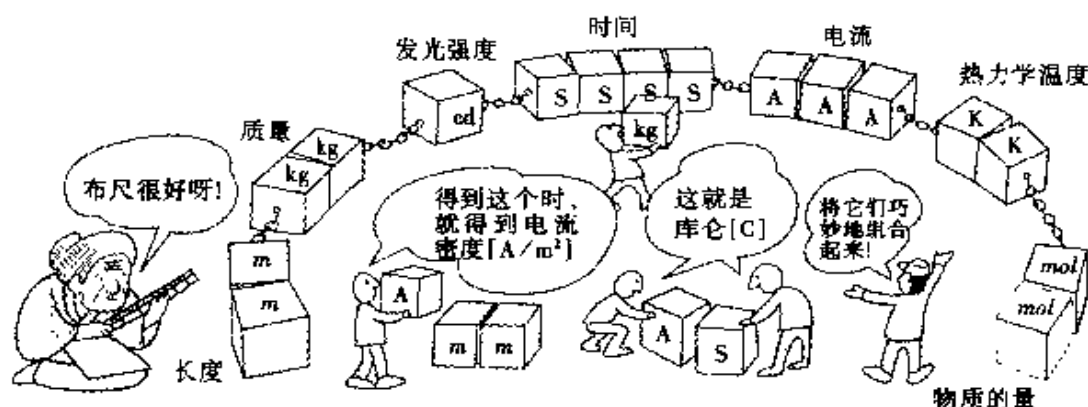 时间
电流
发光强度
热力学温度
质量
cd
S S S S
A A A
K
K
kg
kg
kg
布尺很好呀!
得到这个时、
就得到电流
密度[A/m²]
这就是
库仑[C]
将它们巧
妙地组合
起来!
m
m
A
m m
A S
mol
mol
长度
物质的量